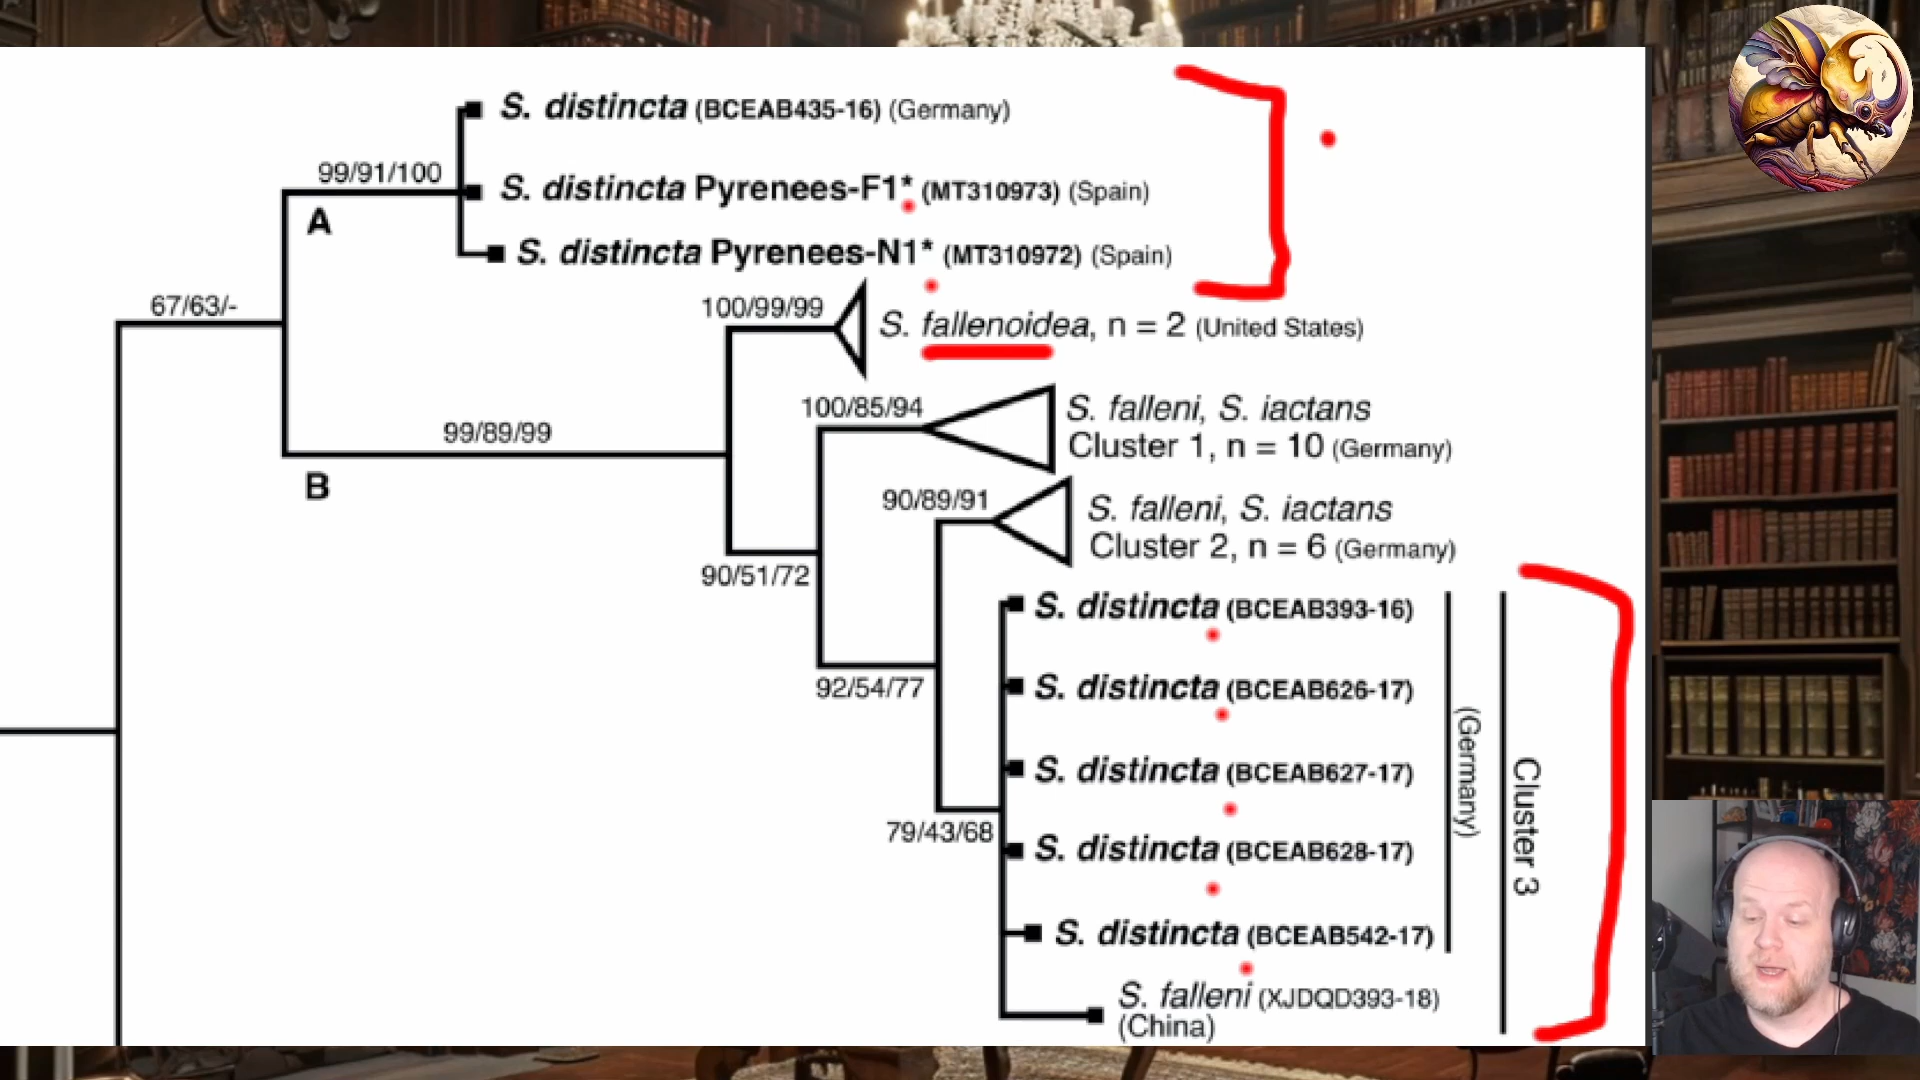 S. distincta (BCEAB435-16) (Germany)
99/91/100
S. distincta Pyrenees-F1* (MT310973) (Spain)
A
S. distincta Pyrenees-N1* (MT310972) (Spain)
67/63/-
100/99/99
S. fallenoidea, n = 2 (United States)
100/85/94
S. falleni, S. iactans
Cluster 1, n = 10 (Germany)
99/89/99
B
90/89/91
S. falleni, S. iactans
Cluster 2, n = 6 (Germany)
90/51/72
S. distincta (BCEAB393-16)
92/54/77
S. distincta (BCEAB626-17)
S. distincta (BCEAB627-17)
79/43/68
S. distincta (BCEAB628-17)
S. distincta (BCEAB542-17)
(Germany)
Cluster 3
S. falleni (XJDQD393-18)
(China)